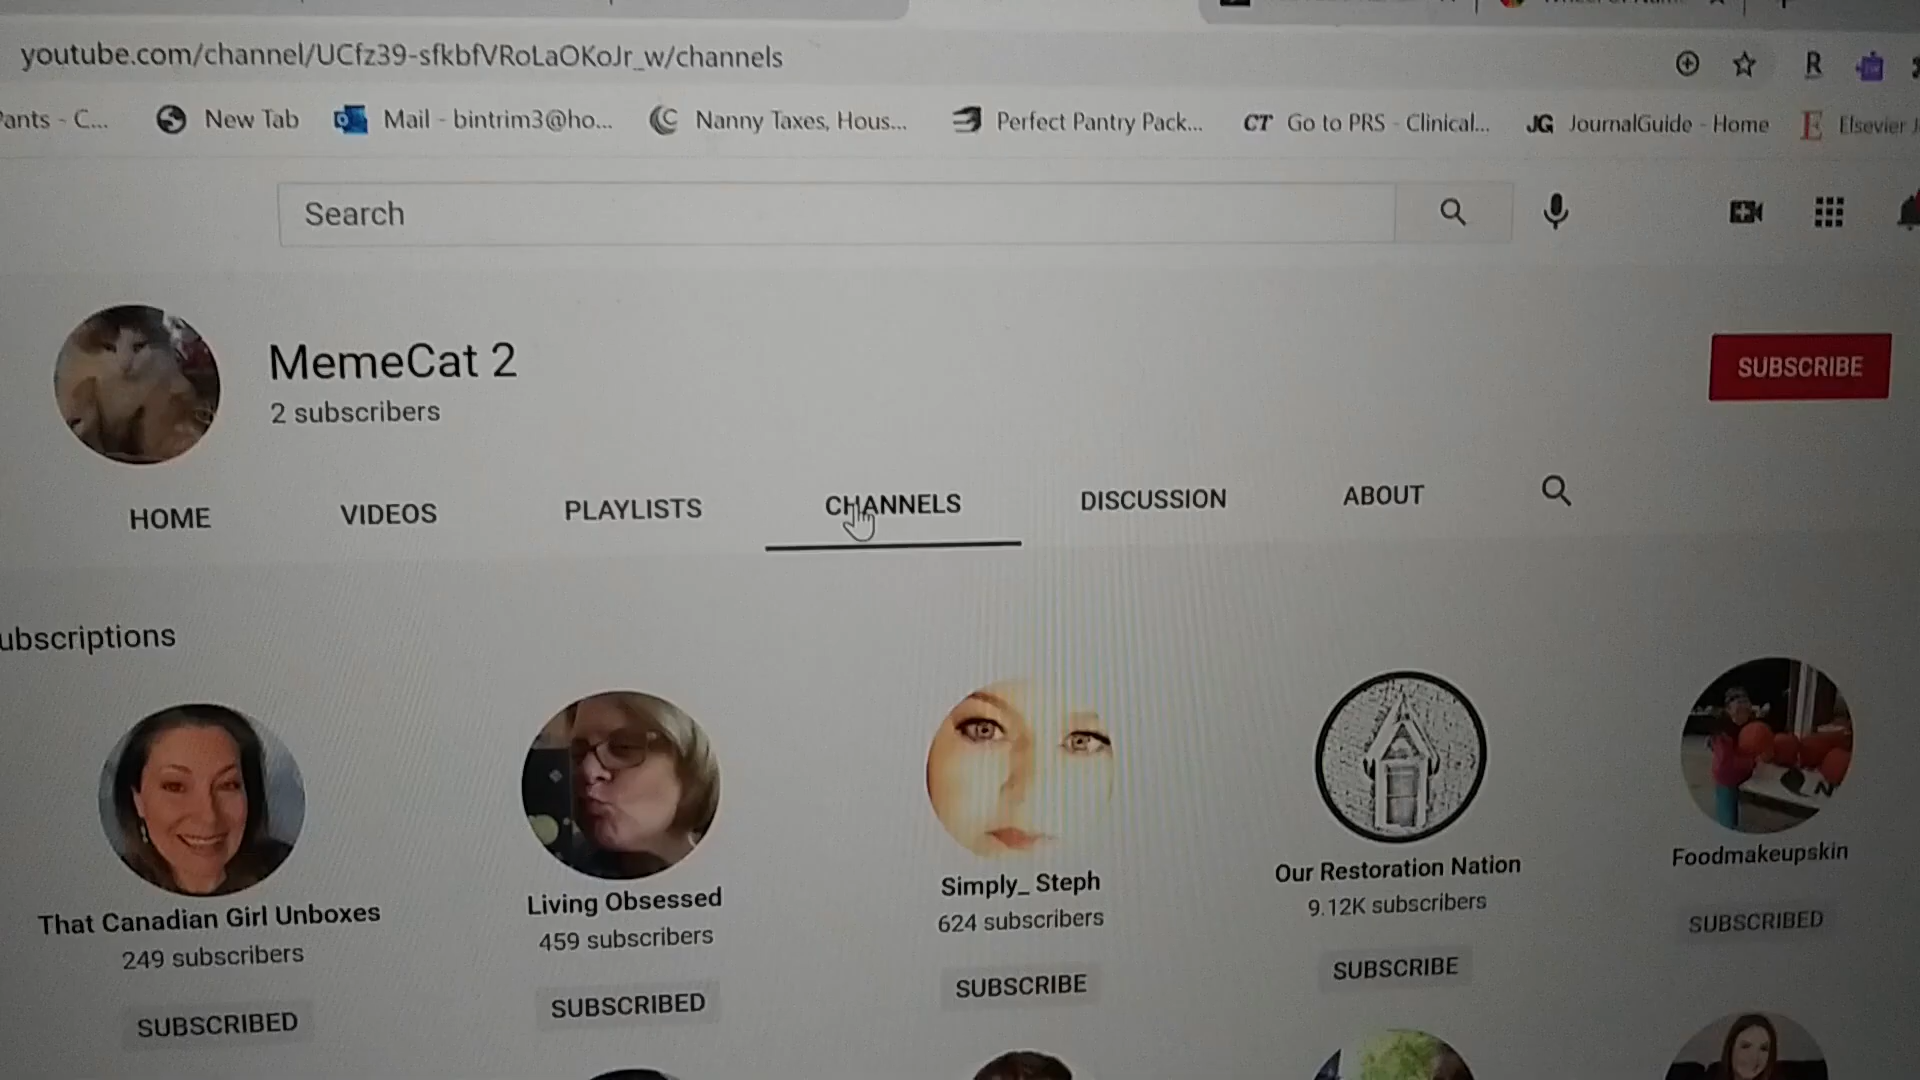 youtube.com/channel/UCfz39-sfkbfVRoLaOKoJr_w/channels
Pants - C... New Tab Mail - bintrim3@ho... Nanny Taxes, Hous... Perfect Pantry Pack... CT Go to PRS - Clinical... JG JournalGuide - Home E Elsevier
Search
MemeCat 2
2 subscribers
SUBSCRIBE
HOME VIDEOS PLAYLISTS CHANNELS DISCUSSION ABOUT
ubscriptions
That Canadian Girl Unboxes
249 subscribers
SUBSCRIBED
Living Obsessed
459 subscribers
SUBSCRIBED
Simply_ Steph
624 subscribers
SUBSCRIBE
Our Restoration Nation
9.12K subscribers
SUBSCRIBE
Foodmakeupskin
SUBSCRIBED